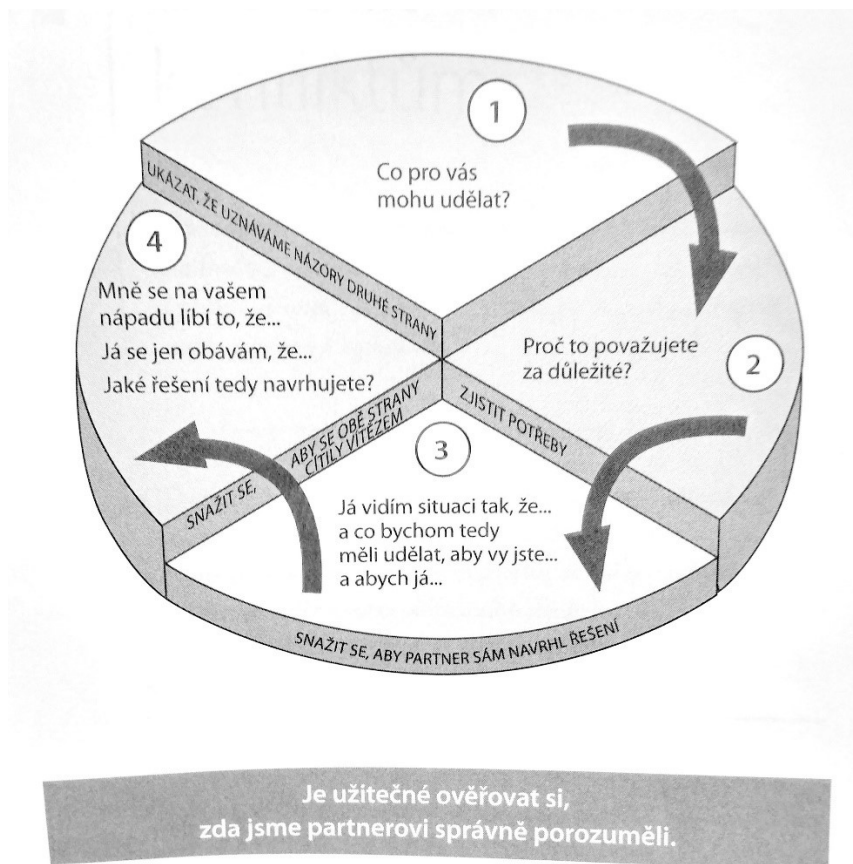 1
Co pro vás
mohu udělat?
UKÁZAT, ŽE UZNÁVÁME NÁZORY DRUHÉ STRANY
2
Proč to považujete
za důležité?
ZJISTIT POTŘEBY
3
Já vidím situaci tak, že...
a co bychom tedy
měli udělat, aby vy jste...
a abych já...
SNAŽIT SE, ABY PARTNER SÁM NAVRHL ŘEŠENÍ
4
Mně se na vašem
nápadu líbí to, že...
Já se jen obávám, že...
Jaké řešení tedy navrhujete?
SNAŽIT SE,
ABY SE OBĚ STRANY
CÍTILY VÍTĚZEM
Je užitečné ověřovat si,
zda jsme partnerovi správně porozuměli.